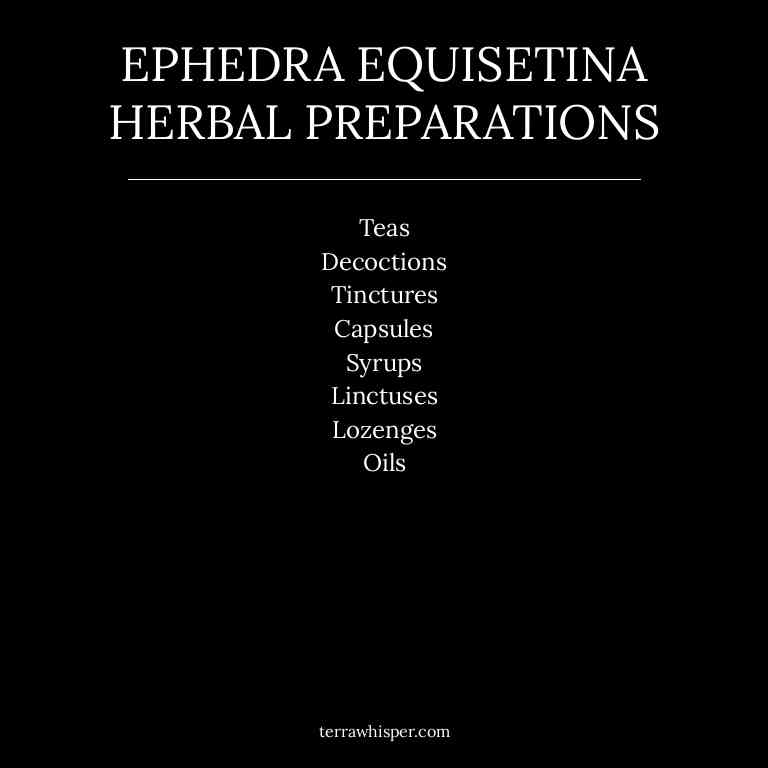 EPHEDRA EQUISETINA
HERBAL PREPARATIONS
Teas
Decoctions
Tinctures
Capsules
Syrups
Linctuses
Lozenges
Oils
terrawhisper.com